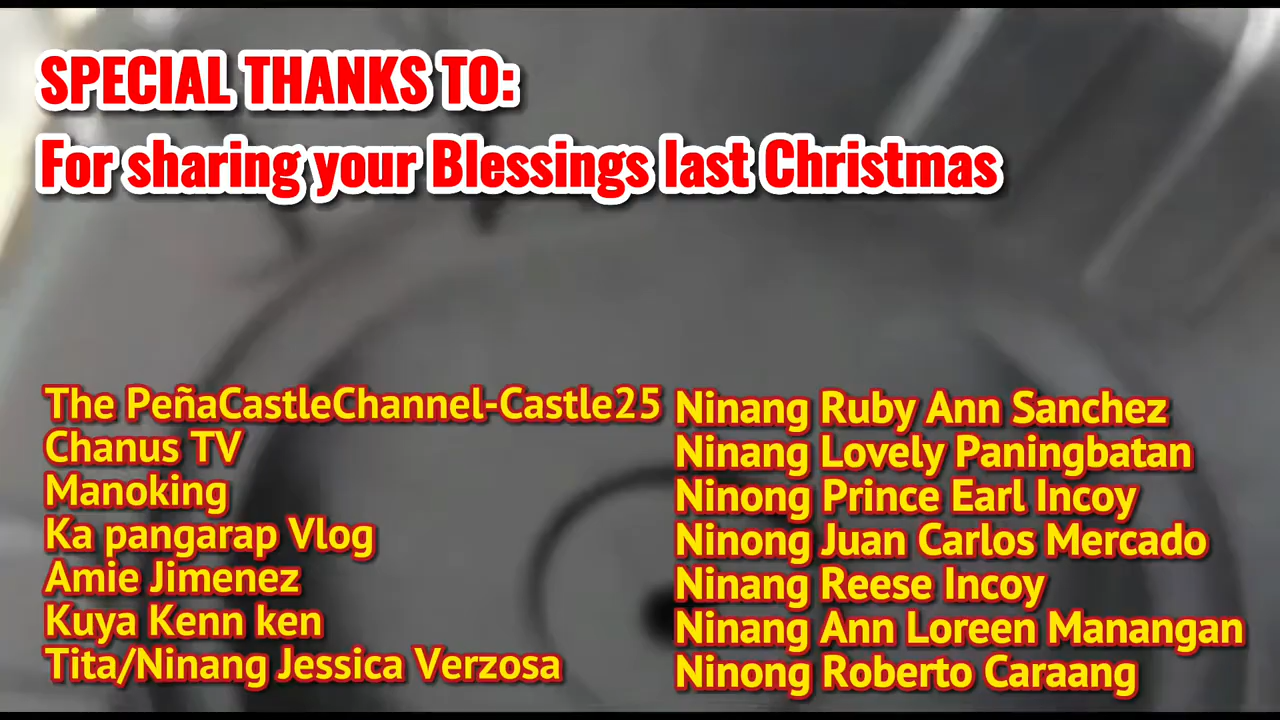 SPECIAL THANKS TO:
For sharing your Blessings last Christmas
The PeñaCastleChannel-Castle25
Chanus TV
Manoking
Ka pangarap Vlog
Amie Jimenez
Kuya Kenn ken
Tita/Ninang Jessica Verzosa
Ninang Ruby Ann Sanchez
Ninang Lovely Paningbatan
Ninong Prince Earl Incoy
Ninong Juan Carlos Mercado
Ninang Reese Incoy
Ninang Ann Loreen Manangan
Ninong Roberto Caraang